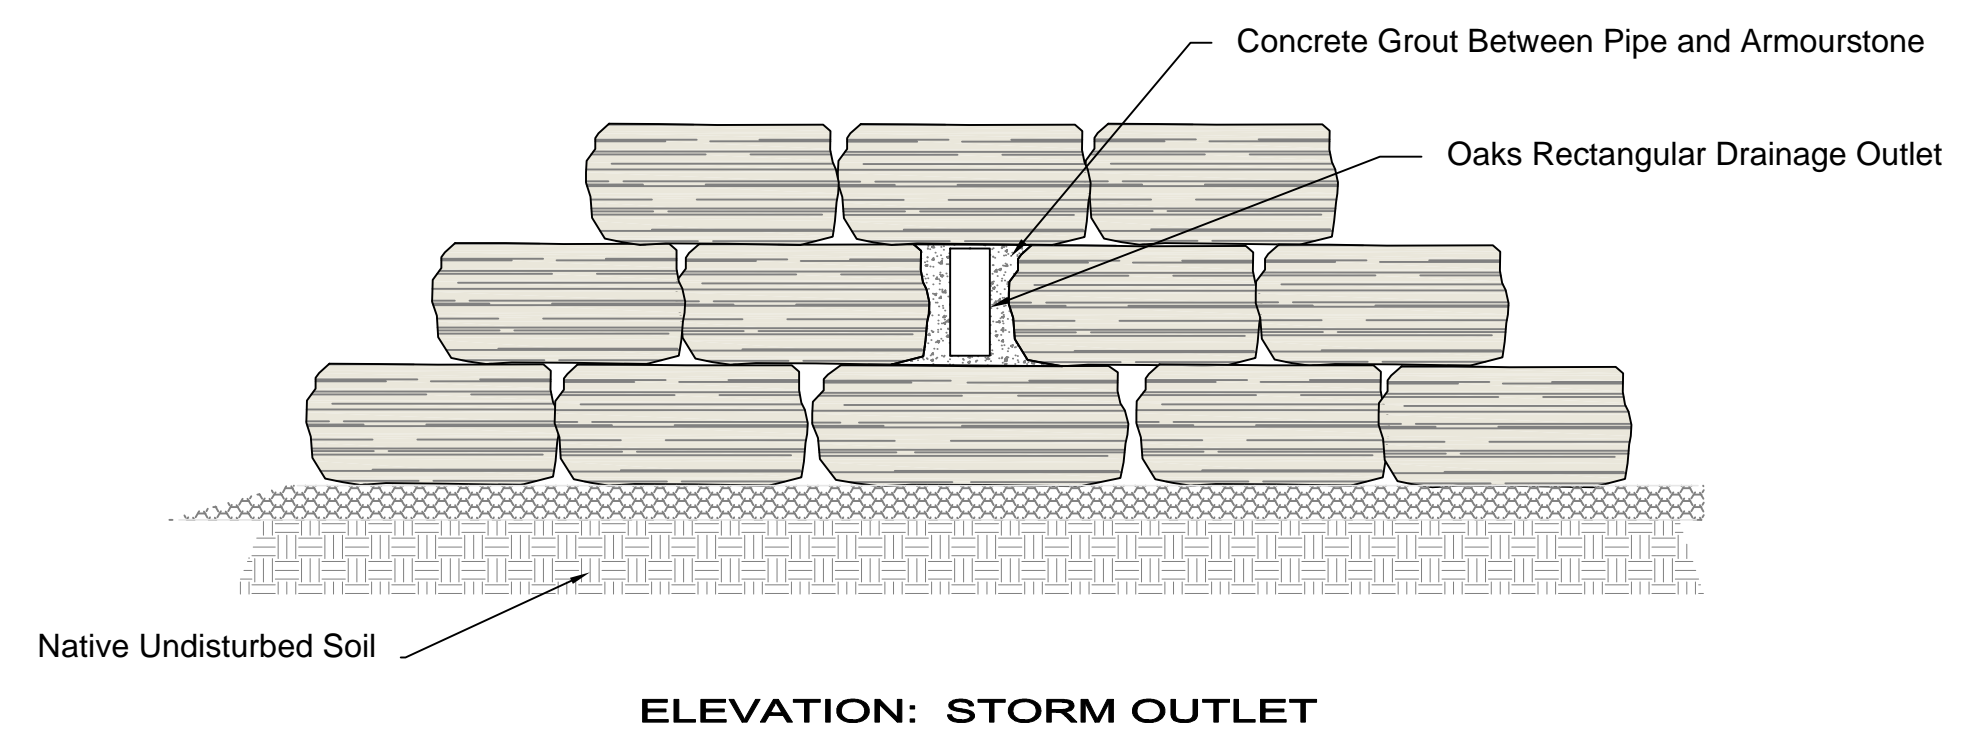 Concrete Grout Between Pipe and Armourstone
Oaks Rectangular Drainage Outlet
Native Undisturbed Soil
ELEVATION: STORM OUTLET